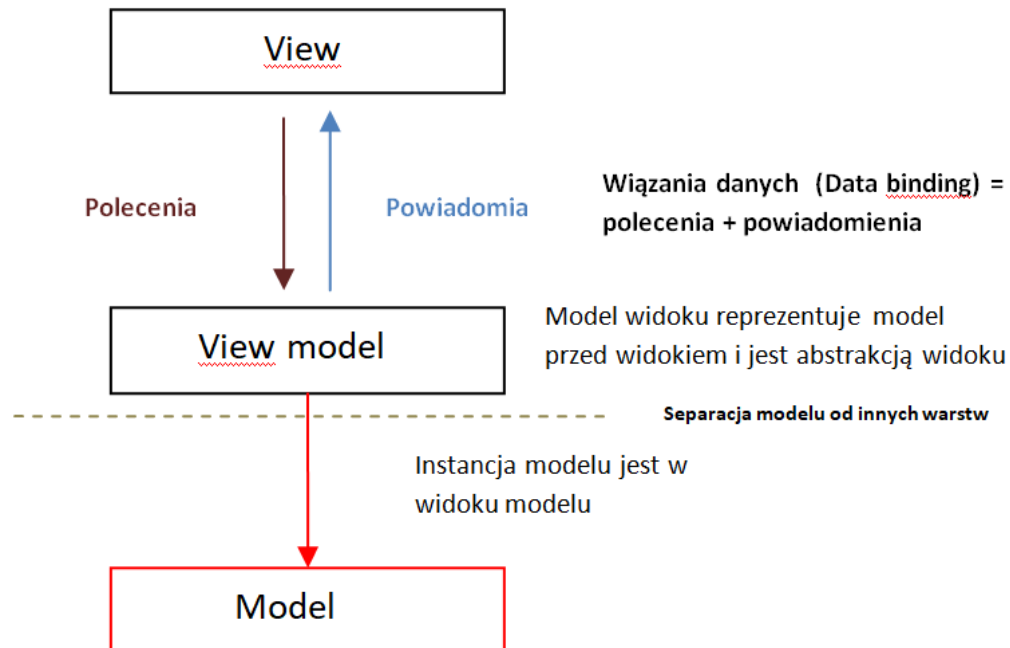 View
Polecenia
Powiadomia
Wiązania danych (Data binding) =
polecenia + powiadomienia
View model
Model widoku reprezentuje model
przed widokiem i jest abstrakcją widoku
Separacja modelu od innych warstw
Instancja modelu jest w
widoku modelu
Model